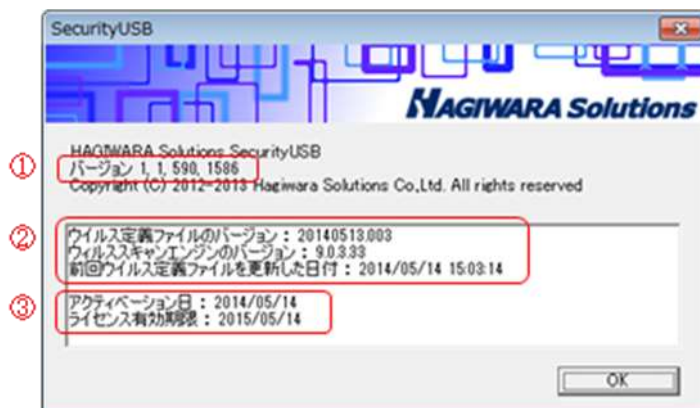 SecurityUSB
HAGIWARA Solutions
HAGIWARA Solutions SecurityUSB
① バージョン 1, 1, 590, 1586
Copyright (C) 2012-2013 Hagiwara Solutions Co,Ltd. All rights reserved
② ウイルス定義ファイルのバージョン : 20140513.003
ウィルススキャンエンジンのバージョン : 9.0.3.33
前回ウイルス定義ファイルを更新した日付 : 2014/05/14 15:03:14
③ アクティベーション日 : 2014/05/14
ライセンス有効期限 : 2015/05/14
OK